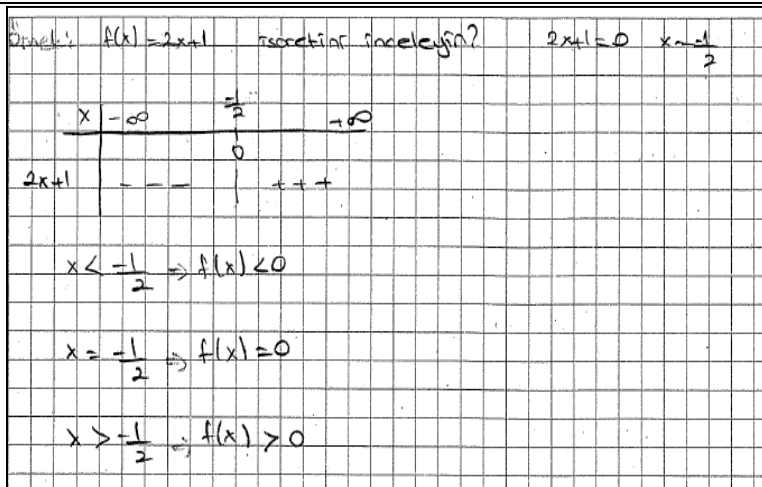 Örnek: f(x) = 2x+1 işaretini inceleyin? 2x+1=0 x = -1/2
x -∞ -1/2 +∞
0
2x+1 - - - + + +
x < -1/2 ⇒ f(x) < 0
x = -1/2 ⇒ f(x) = 0
x > -1/2 ⇒ f(x) > 0